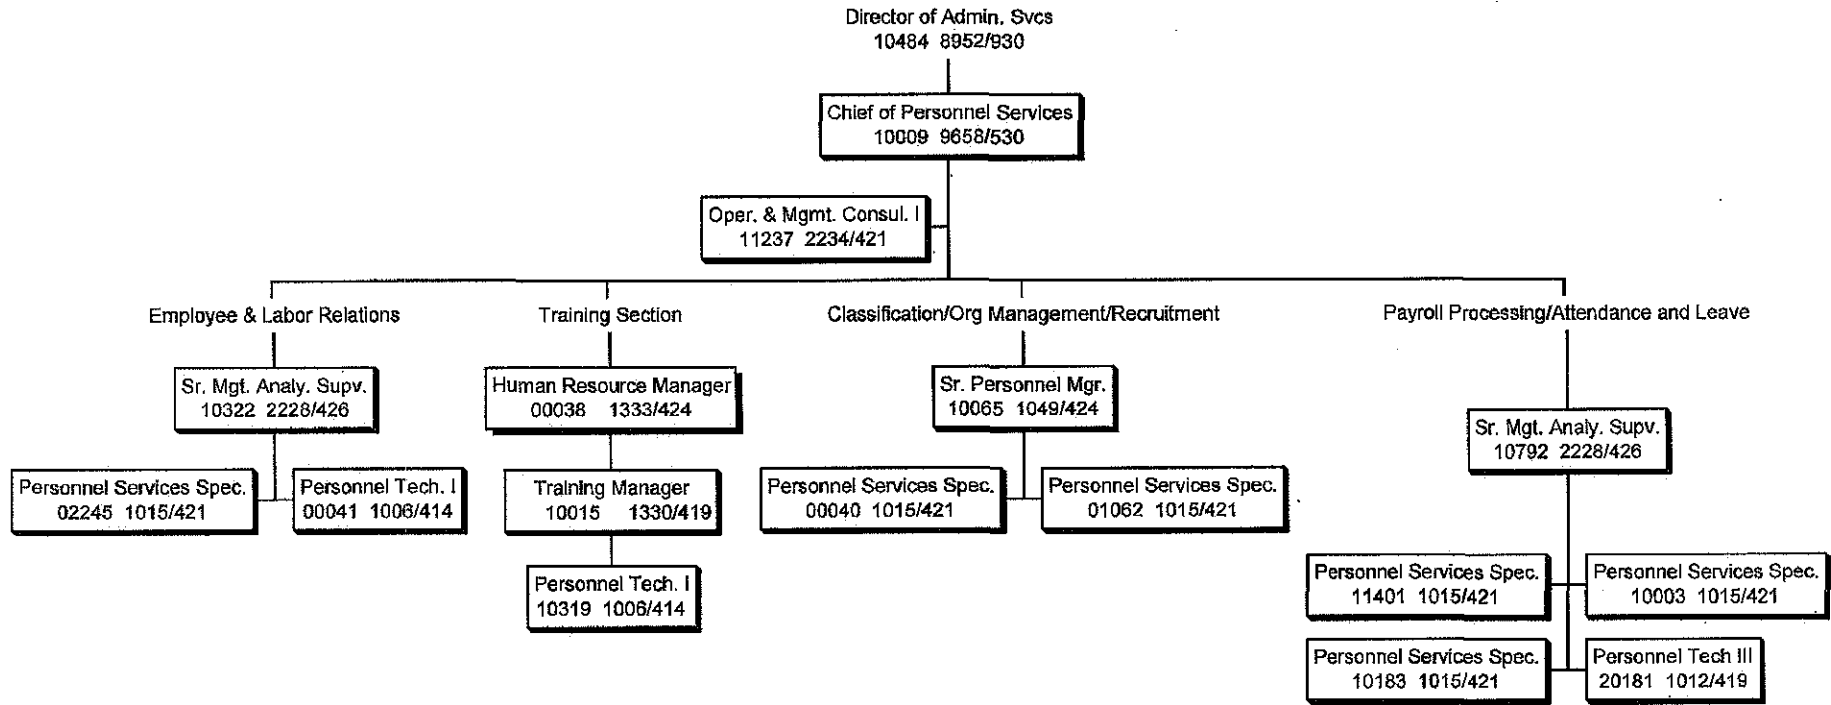 Director of Admin. Svcs
10484 8952/930
Chief of Personnel Services
10009 9658/530
Oper. & Mgmt. Consul. I
11237 2234/421
Employee & Labor Relations
Training Section
Classification/Org Management/Recruitment
Payroll Processing/Attendance and Leave
Sr. Mgt. Analy. Supv.
10322 2228/426
Human Resource Manager
00038 1333/424
Sr. Personnel Mgr.
10065 1049/424
Sr. Mgt. Analy. Supv.
10792 2228/426
Personnel Services Spec.
02245 1015/421
Personnel Tech. I
00041 1006/414
Training Manager
10015 1330/419
Personnel Services Spec.
00040 1015/421
Personnel Services Spec.
01062 1015/421
Personnel Tech. I
10319 1006/414
Personnel Services Spec.
11401 1015/421
Personnel Services Spec.
10003 1015/421
Personnel Services Spec.
10183 1015/421
Personnel Tech III
20181 1012/419